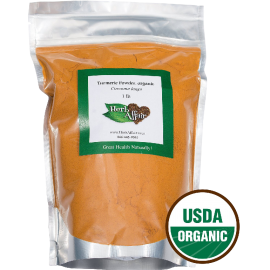 Turmeric Powder, organic
Curcuma longa
1 lb
Herb
Affair
Great Health Naturally!
USDA
ORGANIC